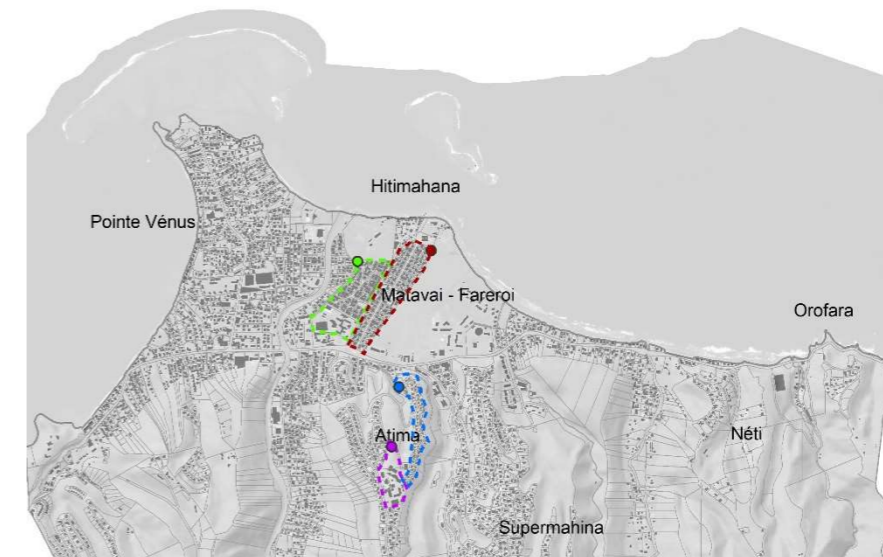 Hitimahana
Pointe Vénus
Matavai - Fareroi
Orofara
Atima
Néti
Supermahina